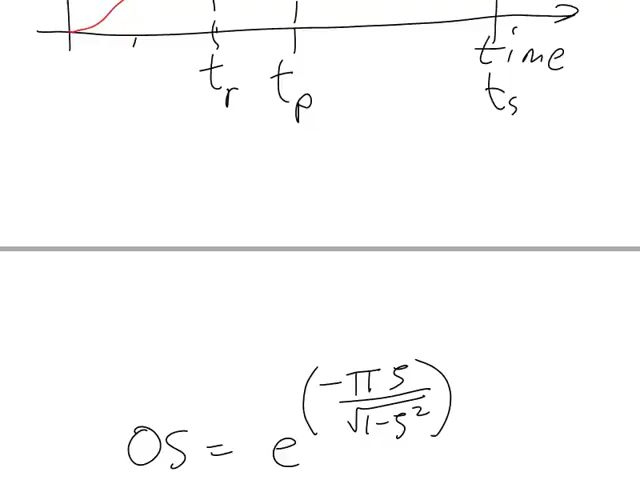 time
t_r t_p t_s
OS = e^(-πζ/√(1-ζ²))